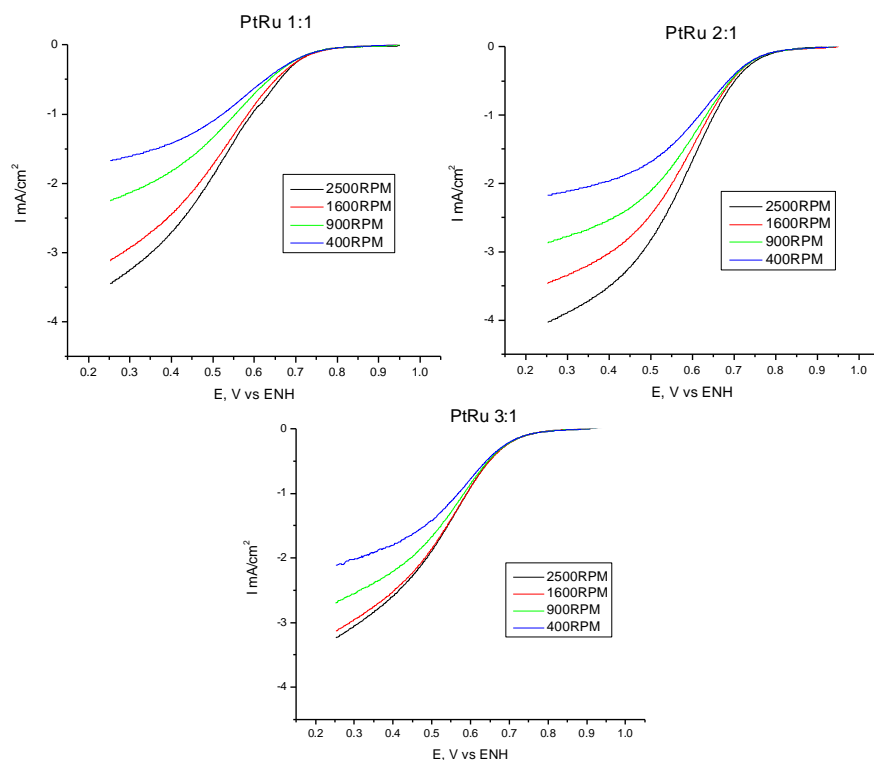 PtRu 1:1
0
-1
-2
-3
-4
I mA/cm²
2500RPM
1600RPM
900RPM
400RPM
0.2 0.3 0.4 0.5 0.6 0.7 0.8 0.9 1.0
E, V vs ENH
PtRu 2:1
0
-1
-2
-3
-4
I mA/cm²
2500RPM
1600RPM
900RPM
400RPM
0.2 0.3 0.4 0.5 0.6 0.7 0.8 0.9 1.0
E, V vs ENH
PtRu 3:1
0
-1
-2
-3
-4
I mA/cm²
2500RPM
1600RPM
900RPM
400RPM
0.2 0.3 0.4 0.5 0.6 0.7 0.8 0.9 1.0
E, V vs ENH